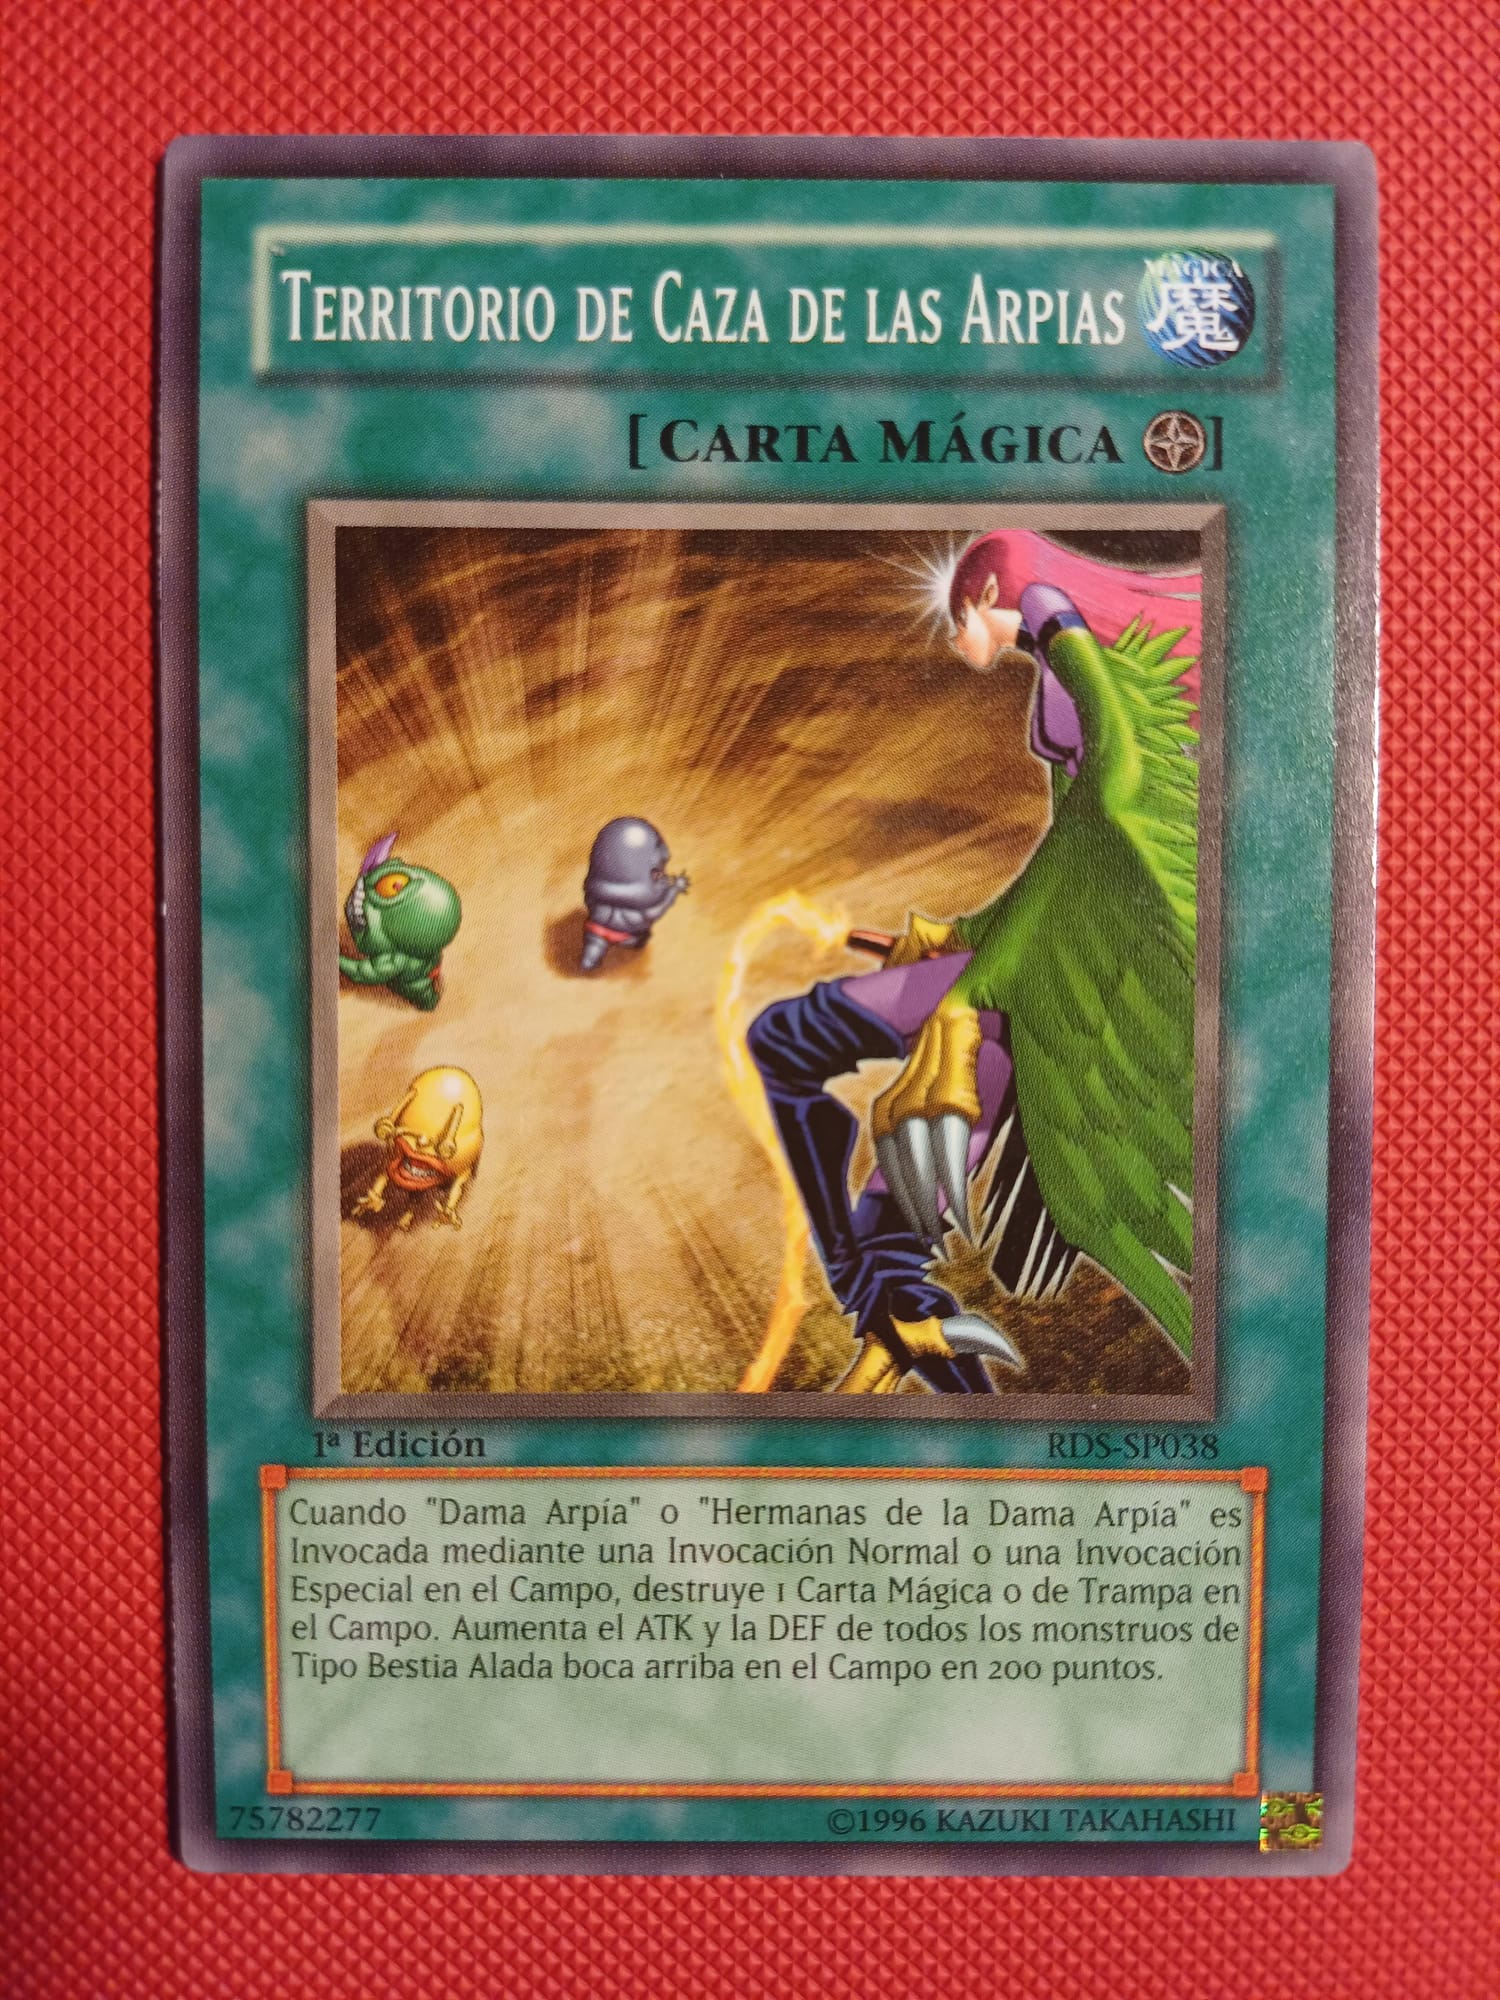 TERRITORIO DE CAZA DE LAS ARPIAS
MÁGICA
魔
[CARTA MÁGICA ]
1ª Edición
RDS-SP038
Cuando "Dama Arpía" o "Hermanas de la Dama Arpía" es
Invocada mediante una Invocación Normal o una Invocación
Especial en el Campo, destruye 1 Carta Mágica o de Trampa en
el Campo. Aumenta el ATK y la DEF de todos los monstruos de
Tipo Bestia Alada boca arriba en el Campo en 200 puntos.
75782277
©1996 KAZUKI TAKAHASHI